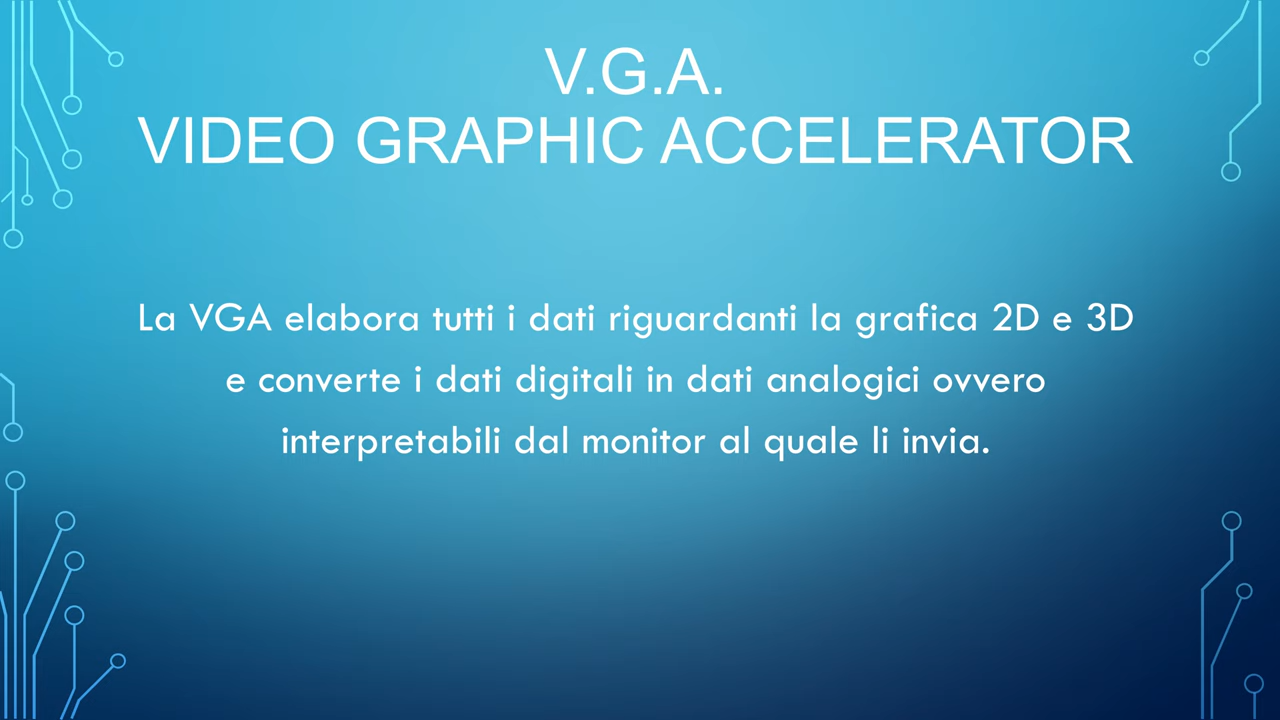 V.G.A.
VIDEO GRAPHIC ACCELERATOR
La VGA elabora tutti i dati riguardanti la grafica 2D e 3D
e converte i dati digitali in dati analogici ovvero
interpretabili dal monitor al quale li invia.